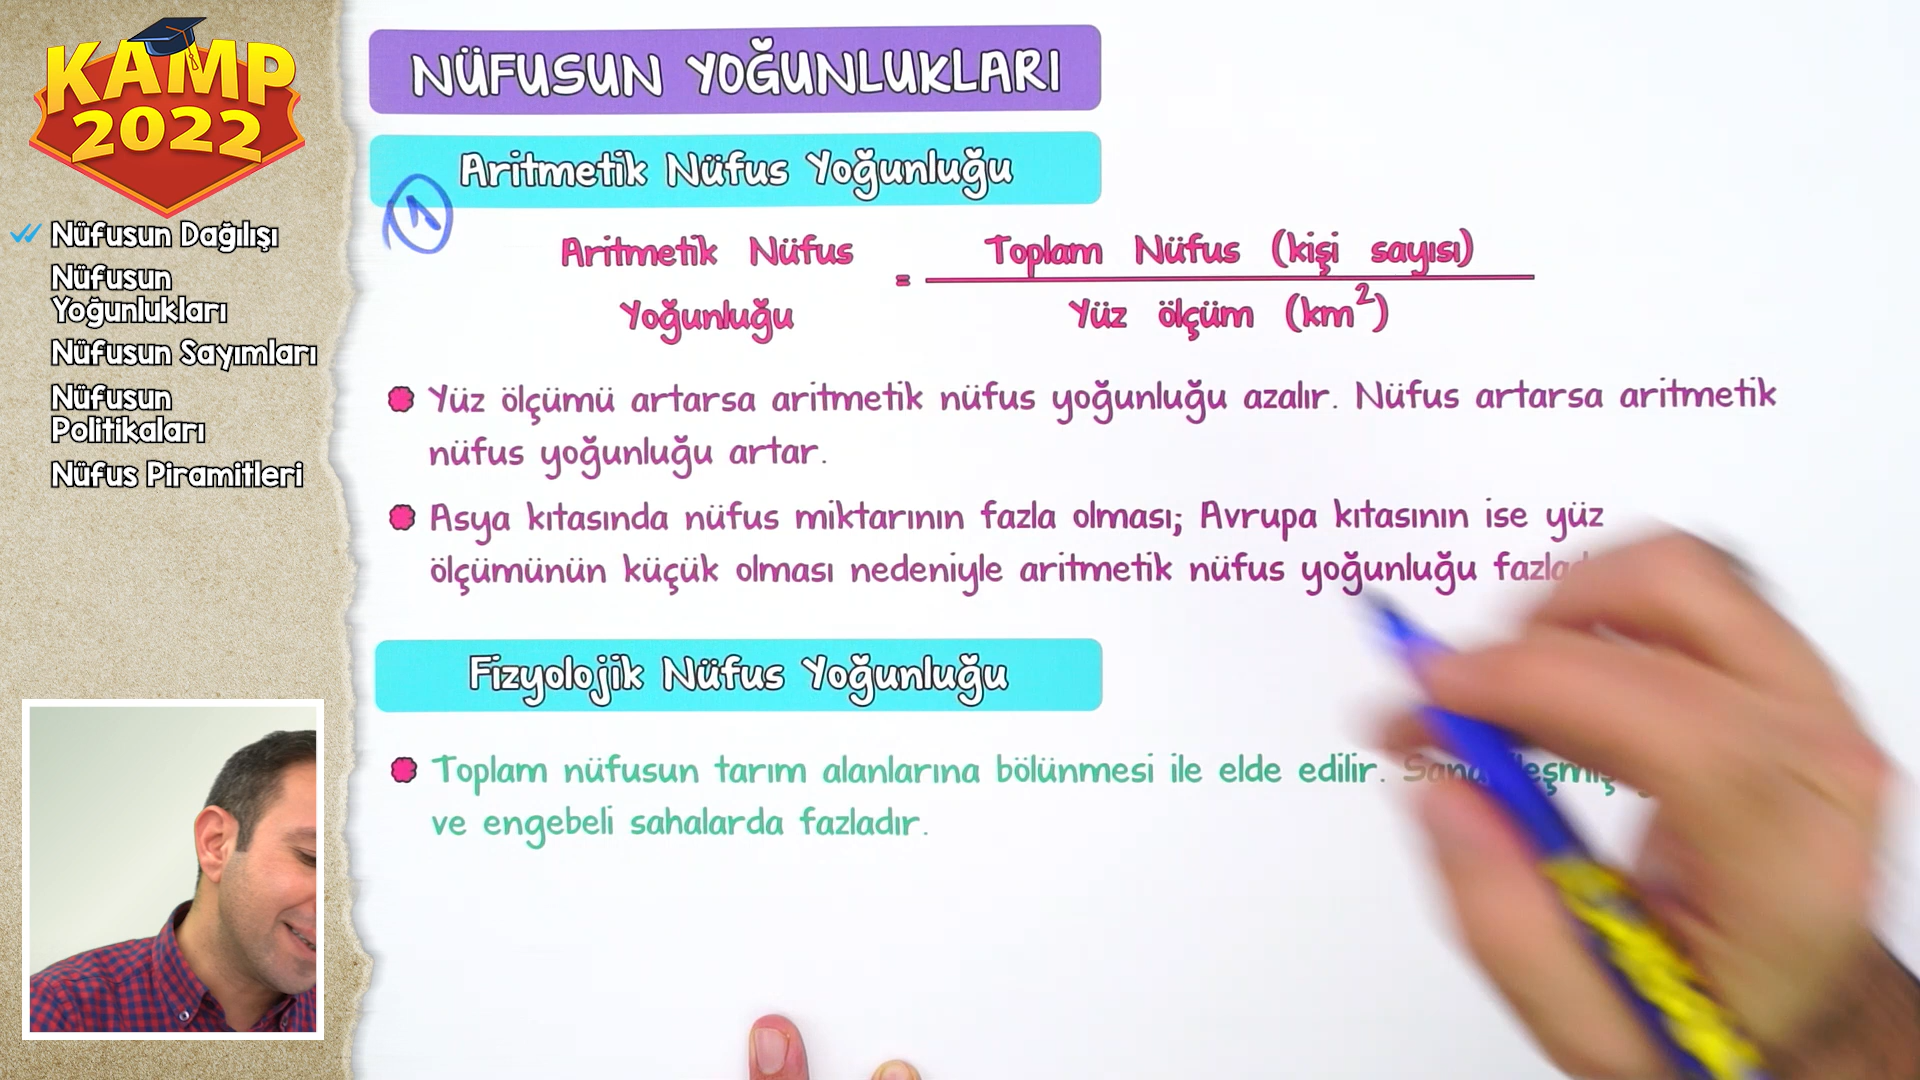 KAMP
2022
Nüfusun Dağılışı
Nüfusun
Yoğunlukları
Nüfusun Sayımları
Nüfusun
Politikaları
Nüfus Piramitleri
NÜFUSUN YOĞUNLUKLARI
Aritmetik Nüfus Yoğunluğu
1
Aritmetik Nüfus
Yoğunluğu
=
Toplam Nüfus (kişi sayısı)
Yüz ölçüm (km²)
Yüz ölçümü artarsa aritmetik nüfus yoğunluğu azalır. Nüfus artarsa aritmetik
nüfus yoğunluğu artar.
Asya kıtasında nüfus miktarının fazla olması; Avrupa kıtasının ise yüz
ölçümünün küçük olması nedeniyle aritmetik nüfus yoğunluğu
Fizyolojik Nüfus Yoğunluğu
Toplam nüfusun tarım alanlarına bölünmesi ile elde edilir.
ve engebeli sahalarda fazladır.